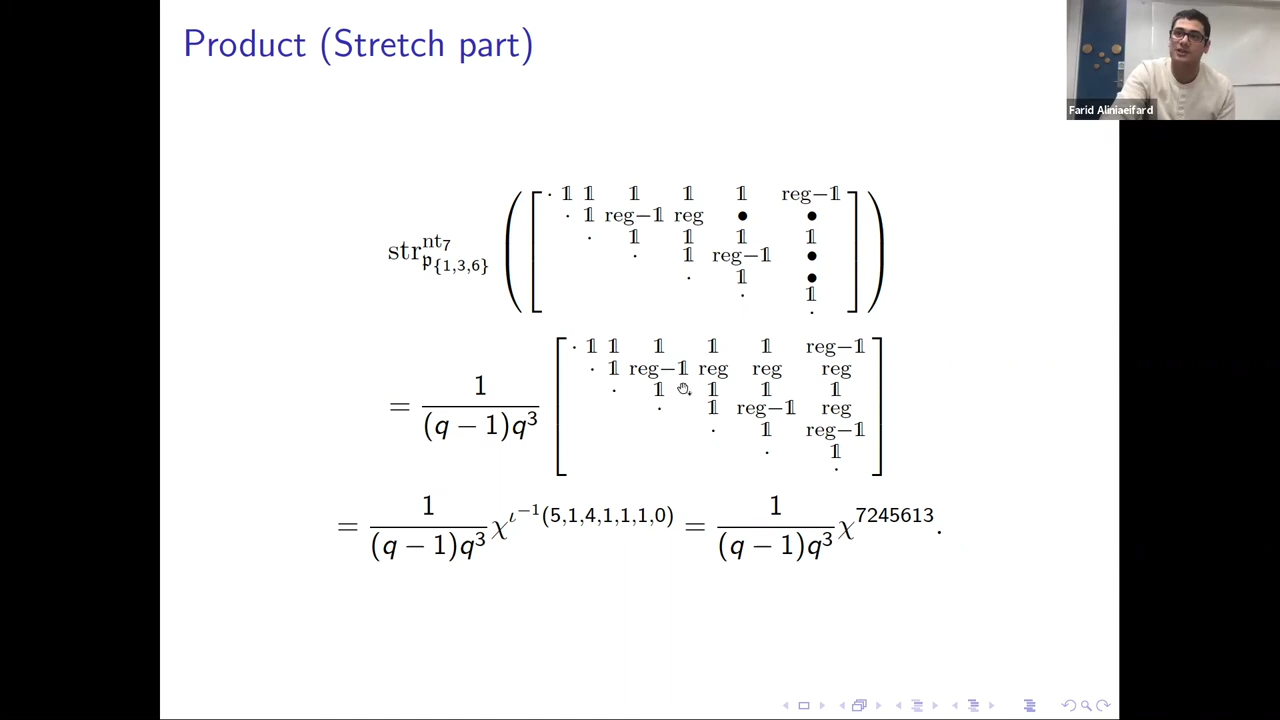 Product (Stretch part)
Farid Aliniaeifard
· 𝟙 𝟙 𝟙 𝟙 𝟙 reg−𝟙
· 𝟙 reg−𝟙 reg • •
· 𝟙 𝟙 𝟙 𝟙
· 𝟙 reg−𝟙 •
· 𝟙 •
· 𝟙
·
str^{nt_7}_{𝔭_{\{1,3,6\}}}
· 𝟙 𝟙 𝟙 𝟙 𝟙 reg−𝟙
· 𝟙 reg−𝟙 reg reg reg
· 𝟙 𝟙 𝟙 𝟙
· 𝟙 reg−𝟙 reg
· 𝟙 reg−𝟙
· 𝟙
·
= 1/((q − 1)q³)
= 1/((q − 1)q³) χ^{ι^{−1}(5,1,4,1,1,1,0)} = 1/((q − 1)q³) χ^{7245613}.